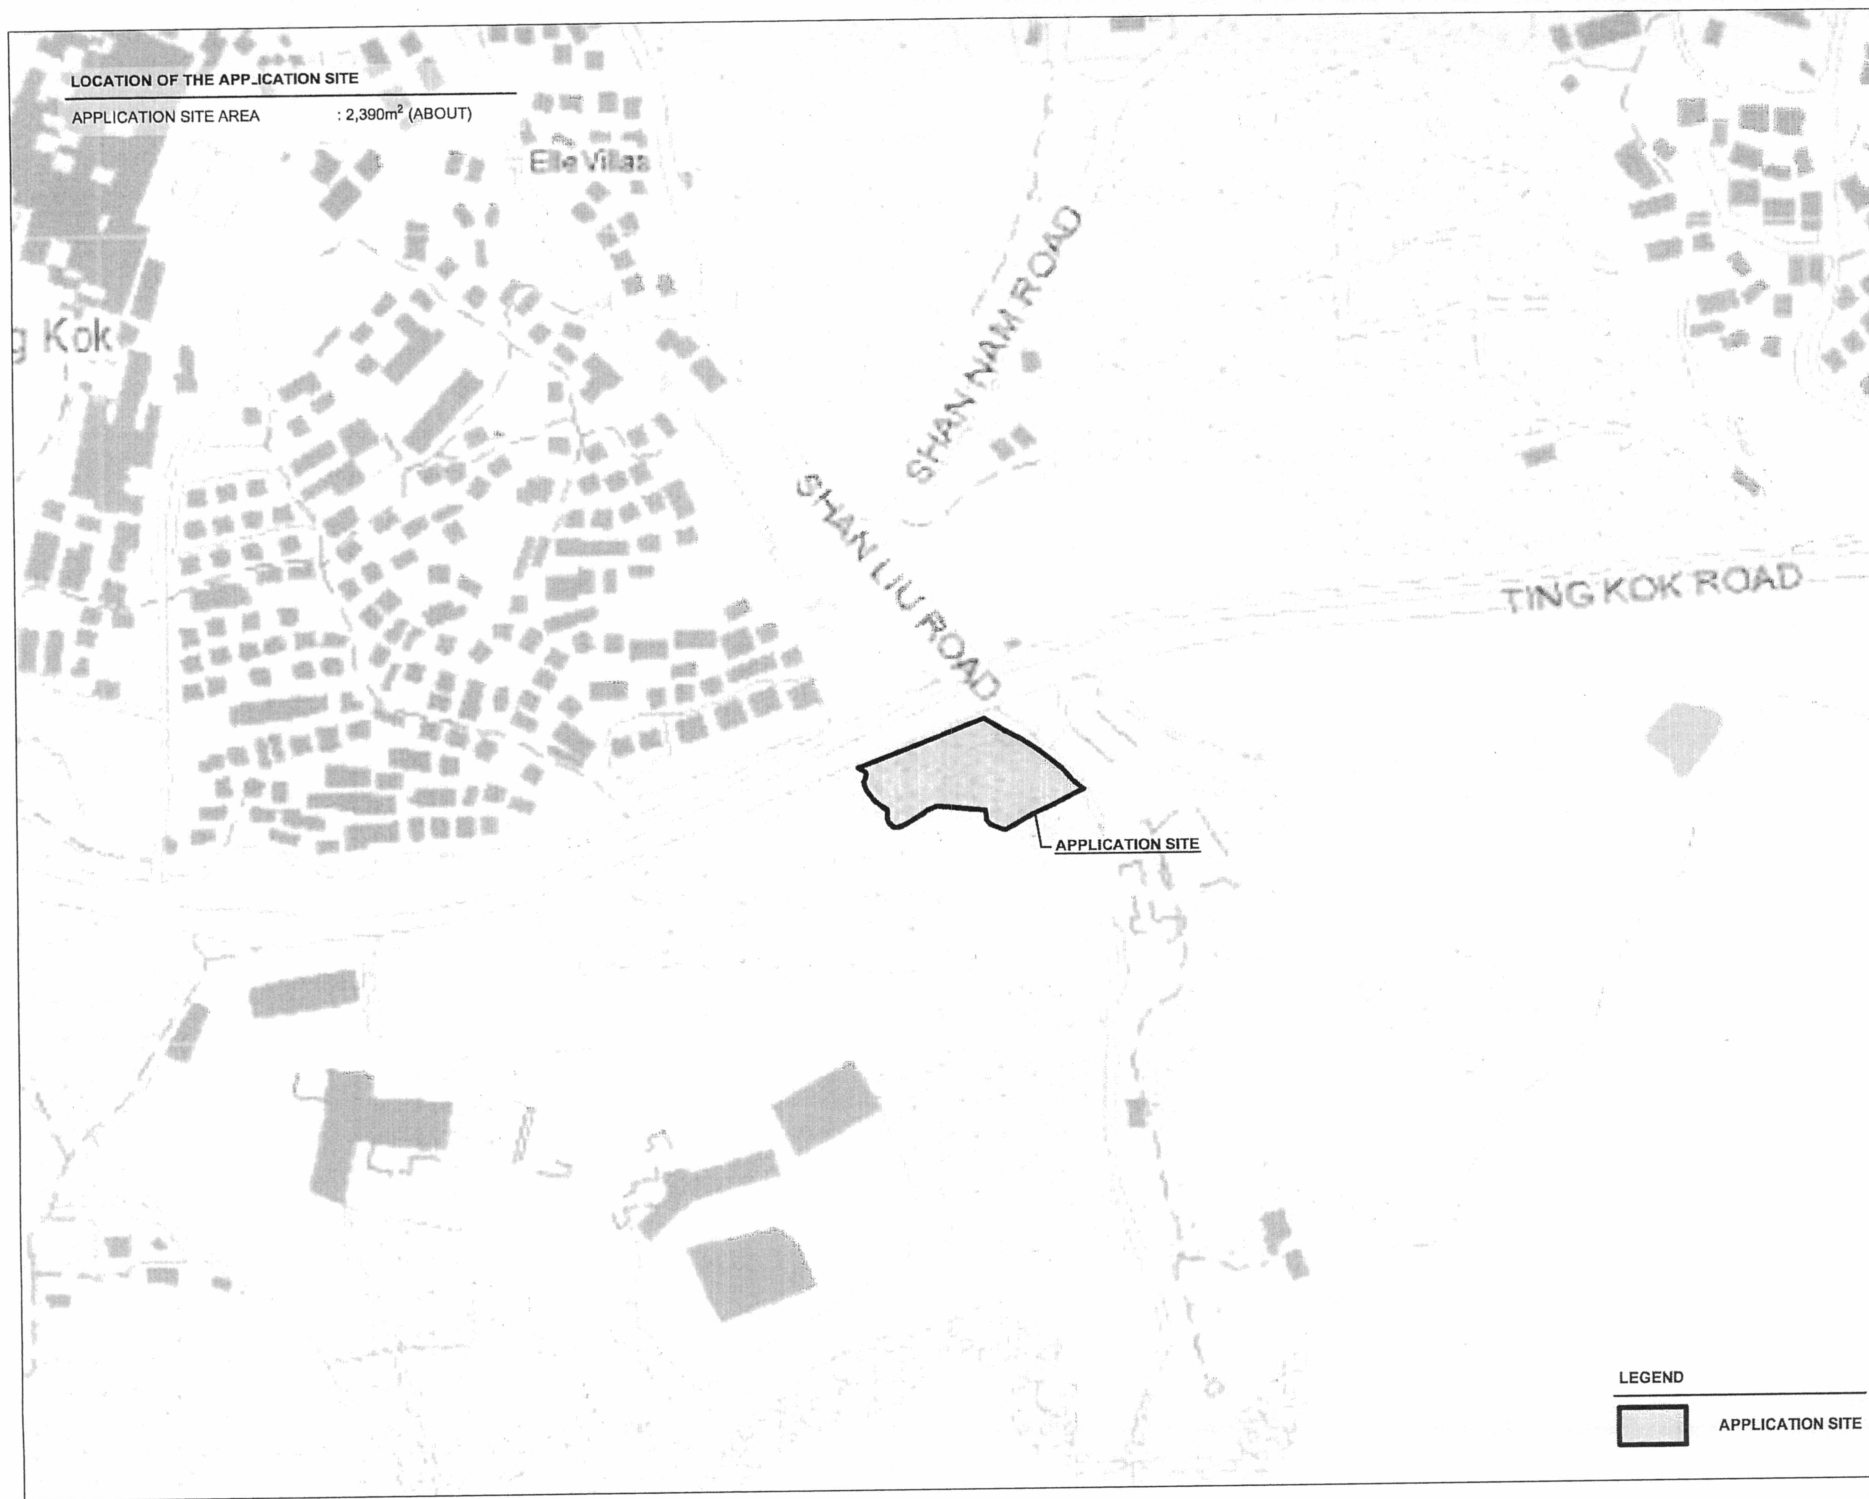 LOCATION OF THE APP_ICATION SITE
APPLICATION SITE AREA : 2,390m² (ABOUT)
Elle Villas
g Kok
SHAN NAM ROAD
SHAN LIU ROAD
TING KOK ROAD
APPLICATION SITE
LEGEND
APPLICATION SITE